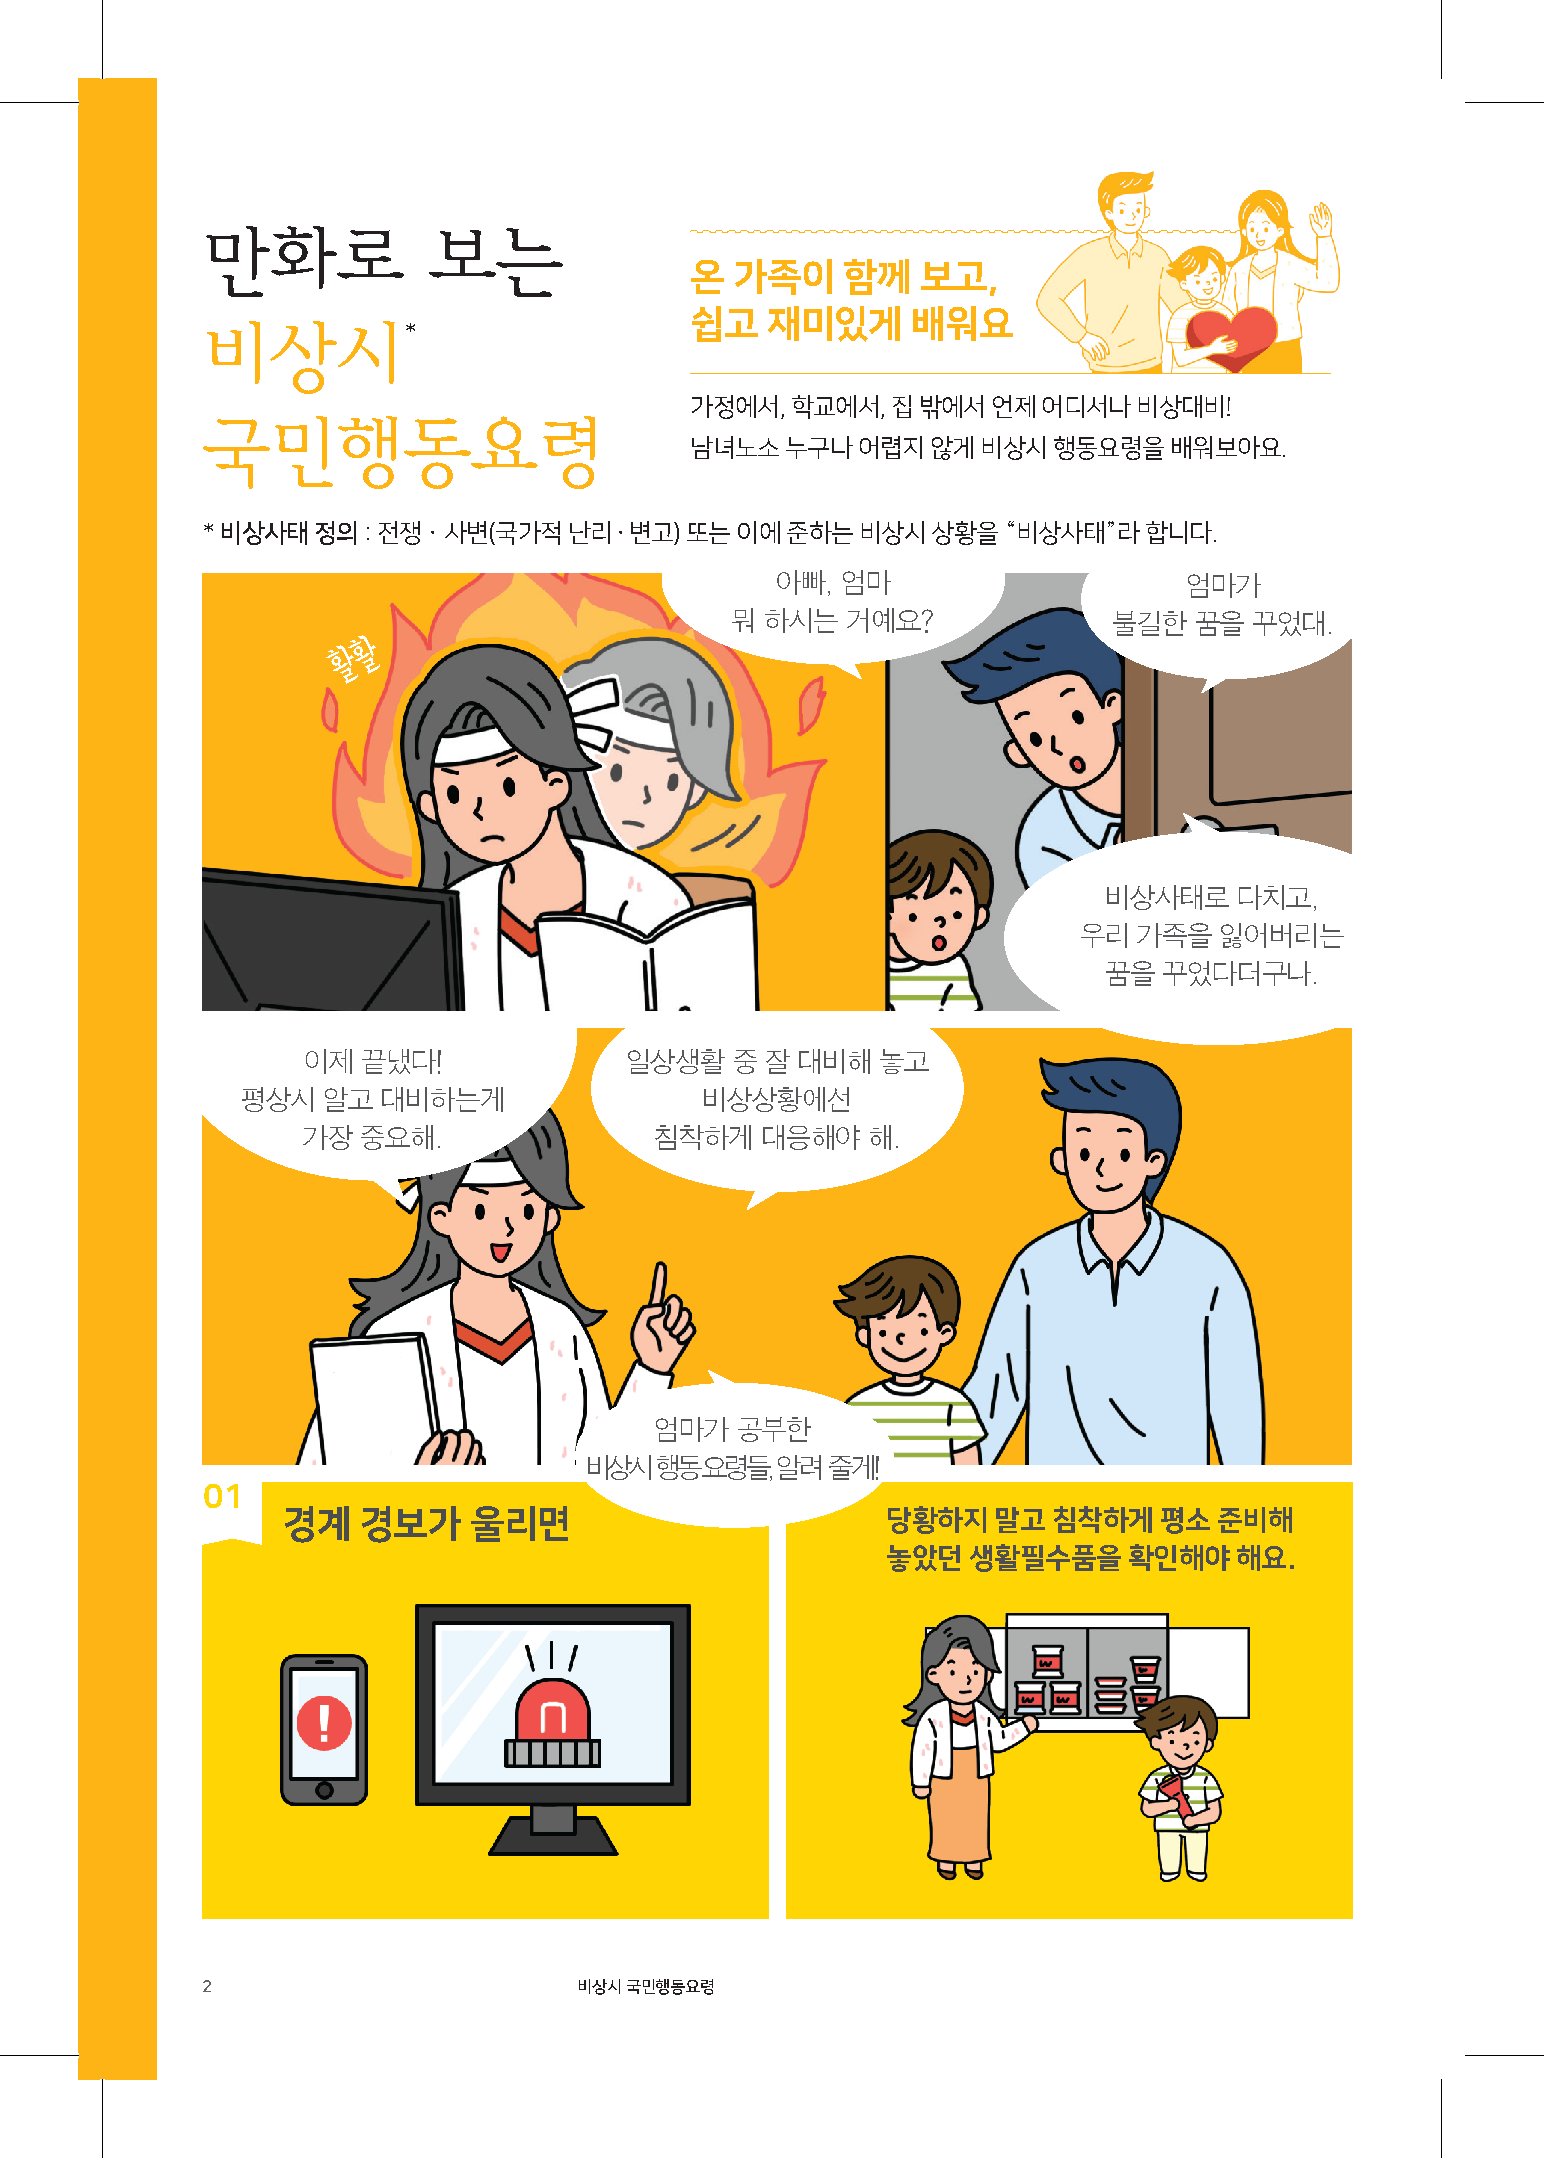 만화로 보는
비상시*
국민행동요령
온 가족이 함께 보고,
쉽고 재미있게 배워요
가정에서, 학교에서, 집 밖에서 언제 어디서나 비상대비!
남녀노소 누구나 어렵지 않게 비상시 행동요령을 배워보아요.
* 비상사태 정의 : 전쟁 · 사변(국가적 난리 · 변고) 또는 이에 준하는 비상시 상황을 “비상사태”라 합니다.
활활
아빠, 엄마
뭐 하시는 거예요?
엄마가
불길한 꿈을 꾸었대.
비상사태로 다치고,
우리 가족을 잃어버리는
꿈을 꾸었다더구나.
이제 끝냈다!
평상시 알고 대비하는게
가장 중요해.
일상생활 중 잘 대비해 놓고
비상상황에선
침착하게 대응해야 해.
엄마가 공부한
비상시 행동요령들, 알려 줄게!
01
경계 경보가 울리면
당황하지 말고 침착하게 평소 준비해
놓았던 생활필수품을 확인해야 해요.
2
비상시 국민행동요령